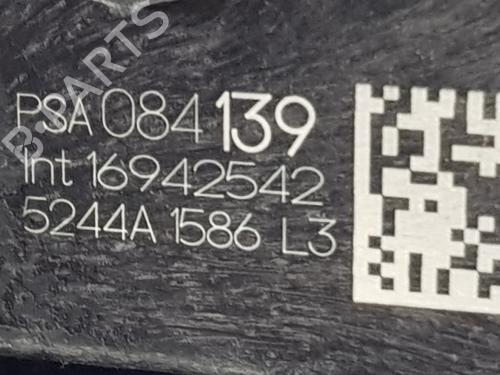 B-PARTS
PSA 084 139
Int 16942542
5244A 1586 L3